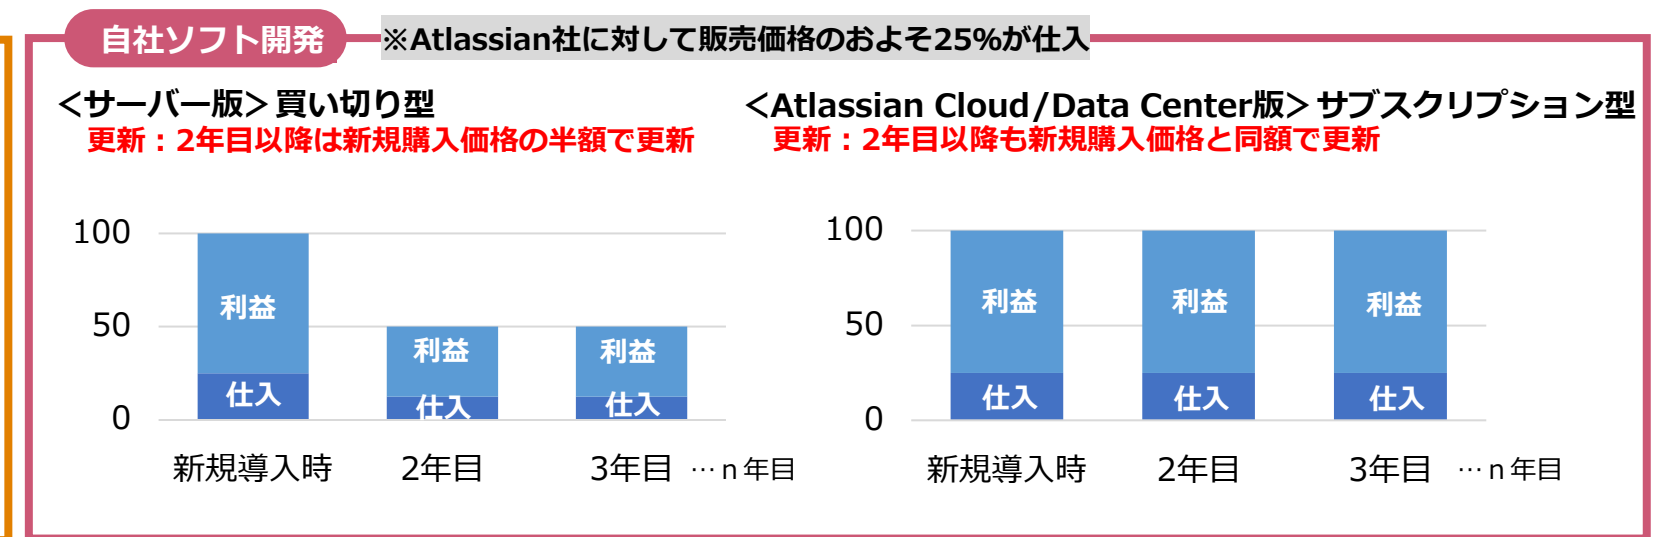 自社ソフト開発
※Atlassian社に対して販売価格のおよそ25%が仕入
＜サーバー版＞買い切り型
更新：2年目以降は新規購入価格の半額で更新
100
50
0
利益
仕入
利益
仕入
利益
仕入
新規導入時
2年目
3年目
…n年目
＜Atlassian Cloud/Data Center版＞サブスクリプション型
更新：2年目以降も新規購入価格と同額で更新
100
50
0
利益
仕入
利益
仕入
利益
仕入
新規導入時
2年目
3年目
…n年目